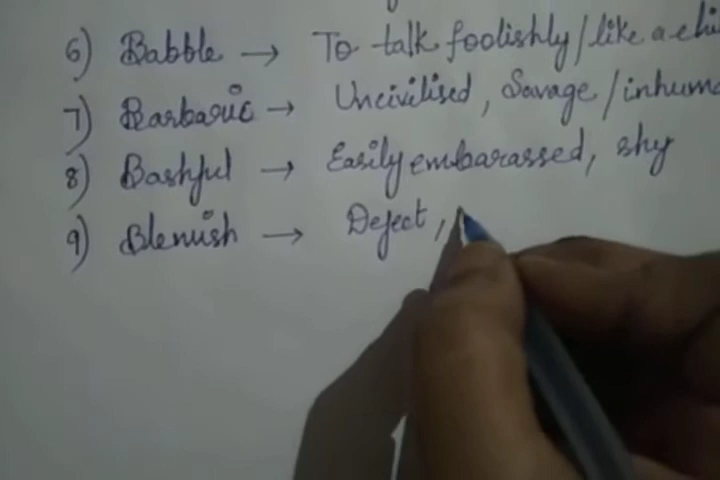 6) Babble → To talk foolishly / like a chi
7) Barbaric → Uncivilised, Savage / inhuma
8) Bashful → Easily embarassed, shy
9) Blemish → Defect,